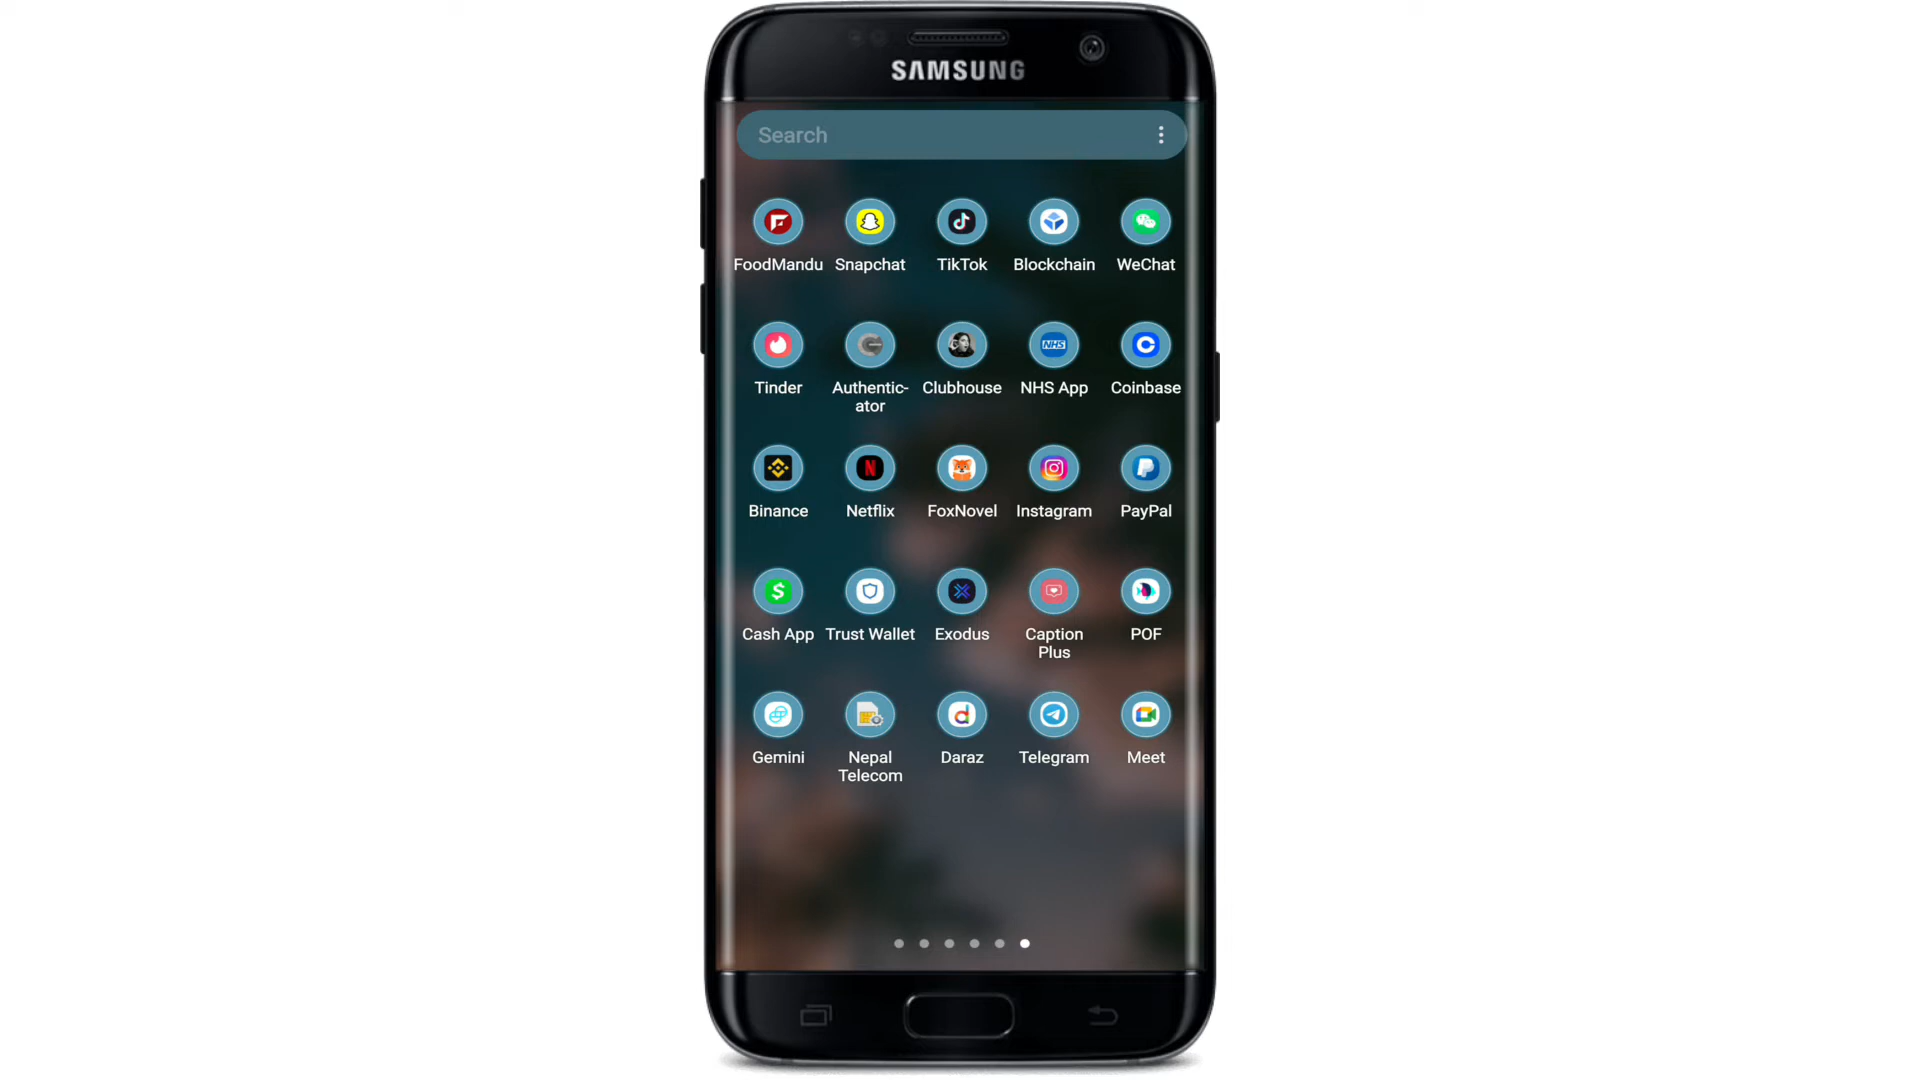 SAMSUNG
Search
FoodMandu Snapchat TikTok Blockchain WeChat
NHS
Tinder Authentic- Clubhouse NHS App Coinbase
ator
N
Binance Netflix FoxNovel Instagram PayPal
$
Cash App Trust Wallet Exodus Caption POF
Plus
Gemini Nepal Daraz Telegram Meet
Telecom